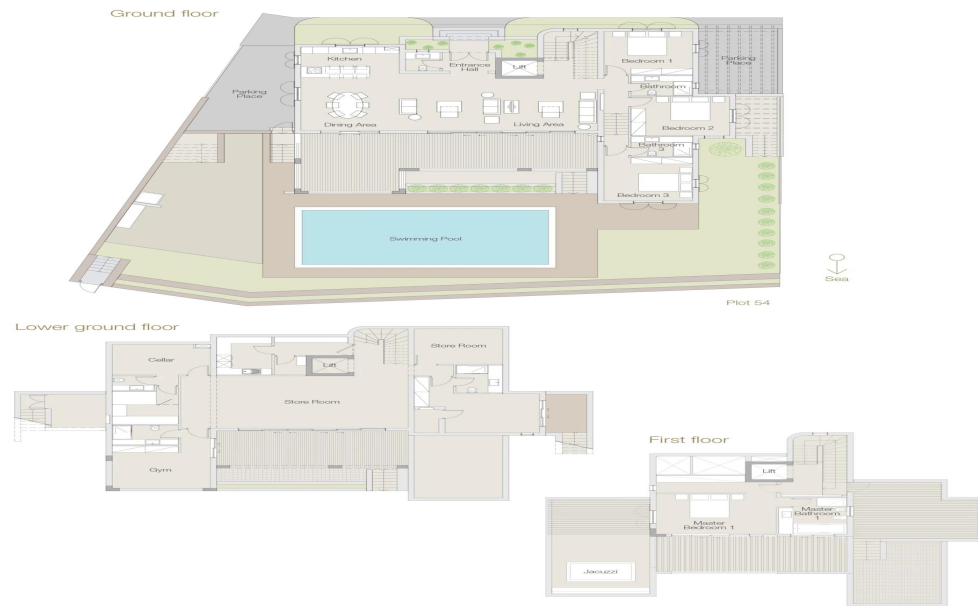 Ground floor
Kitchen
Entrance
Hall
Lift
Bedroom 1
Parking
Place
Bathroom
Parking
Place
Dining Area
Living Area
Bedroom 2
Bathroom
3
Bedroom 3
Swimming Pool
Sea
Plot 54
Lower ground floor
Cellar
Lift
Store Room
Store Room
Gym
First floor
Lift
Master
Bedroom 1
Master
Bathroom
1
Jacuzzi